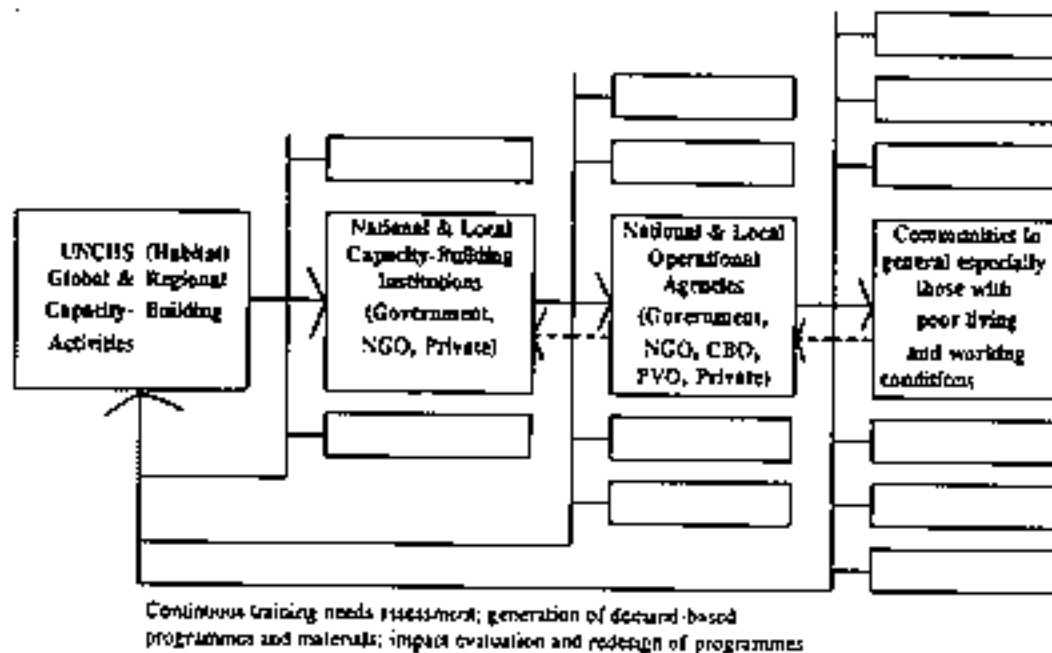 UNCHS (Habitat)
Global & Regional
Capacity- Building
Activities
National & Local
Capacity-Building
Institutions
(Government,
NGO, Private)
National & Local
Operational
Agencies
(Government,
NGO, CBO,
PVO, Private)
Communities in
general especially
those with
poor living
and working
conditions
Continuous training needs assessment; generation of demand-based
programmes and materials; impact evaluation and redesign of programmes